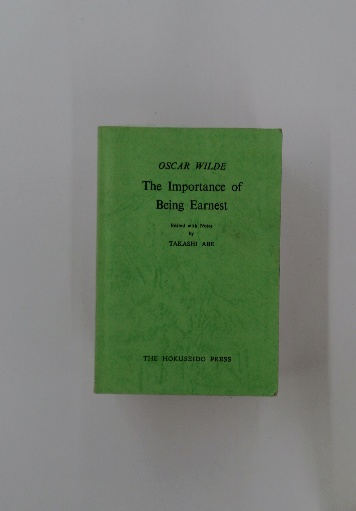 OSCAR WILDE
The Importance of
Being Earnest
Edited with Notes
by
TAKASHI ABE
THE HOKUSEIDO PRESS